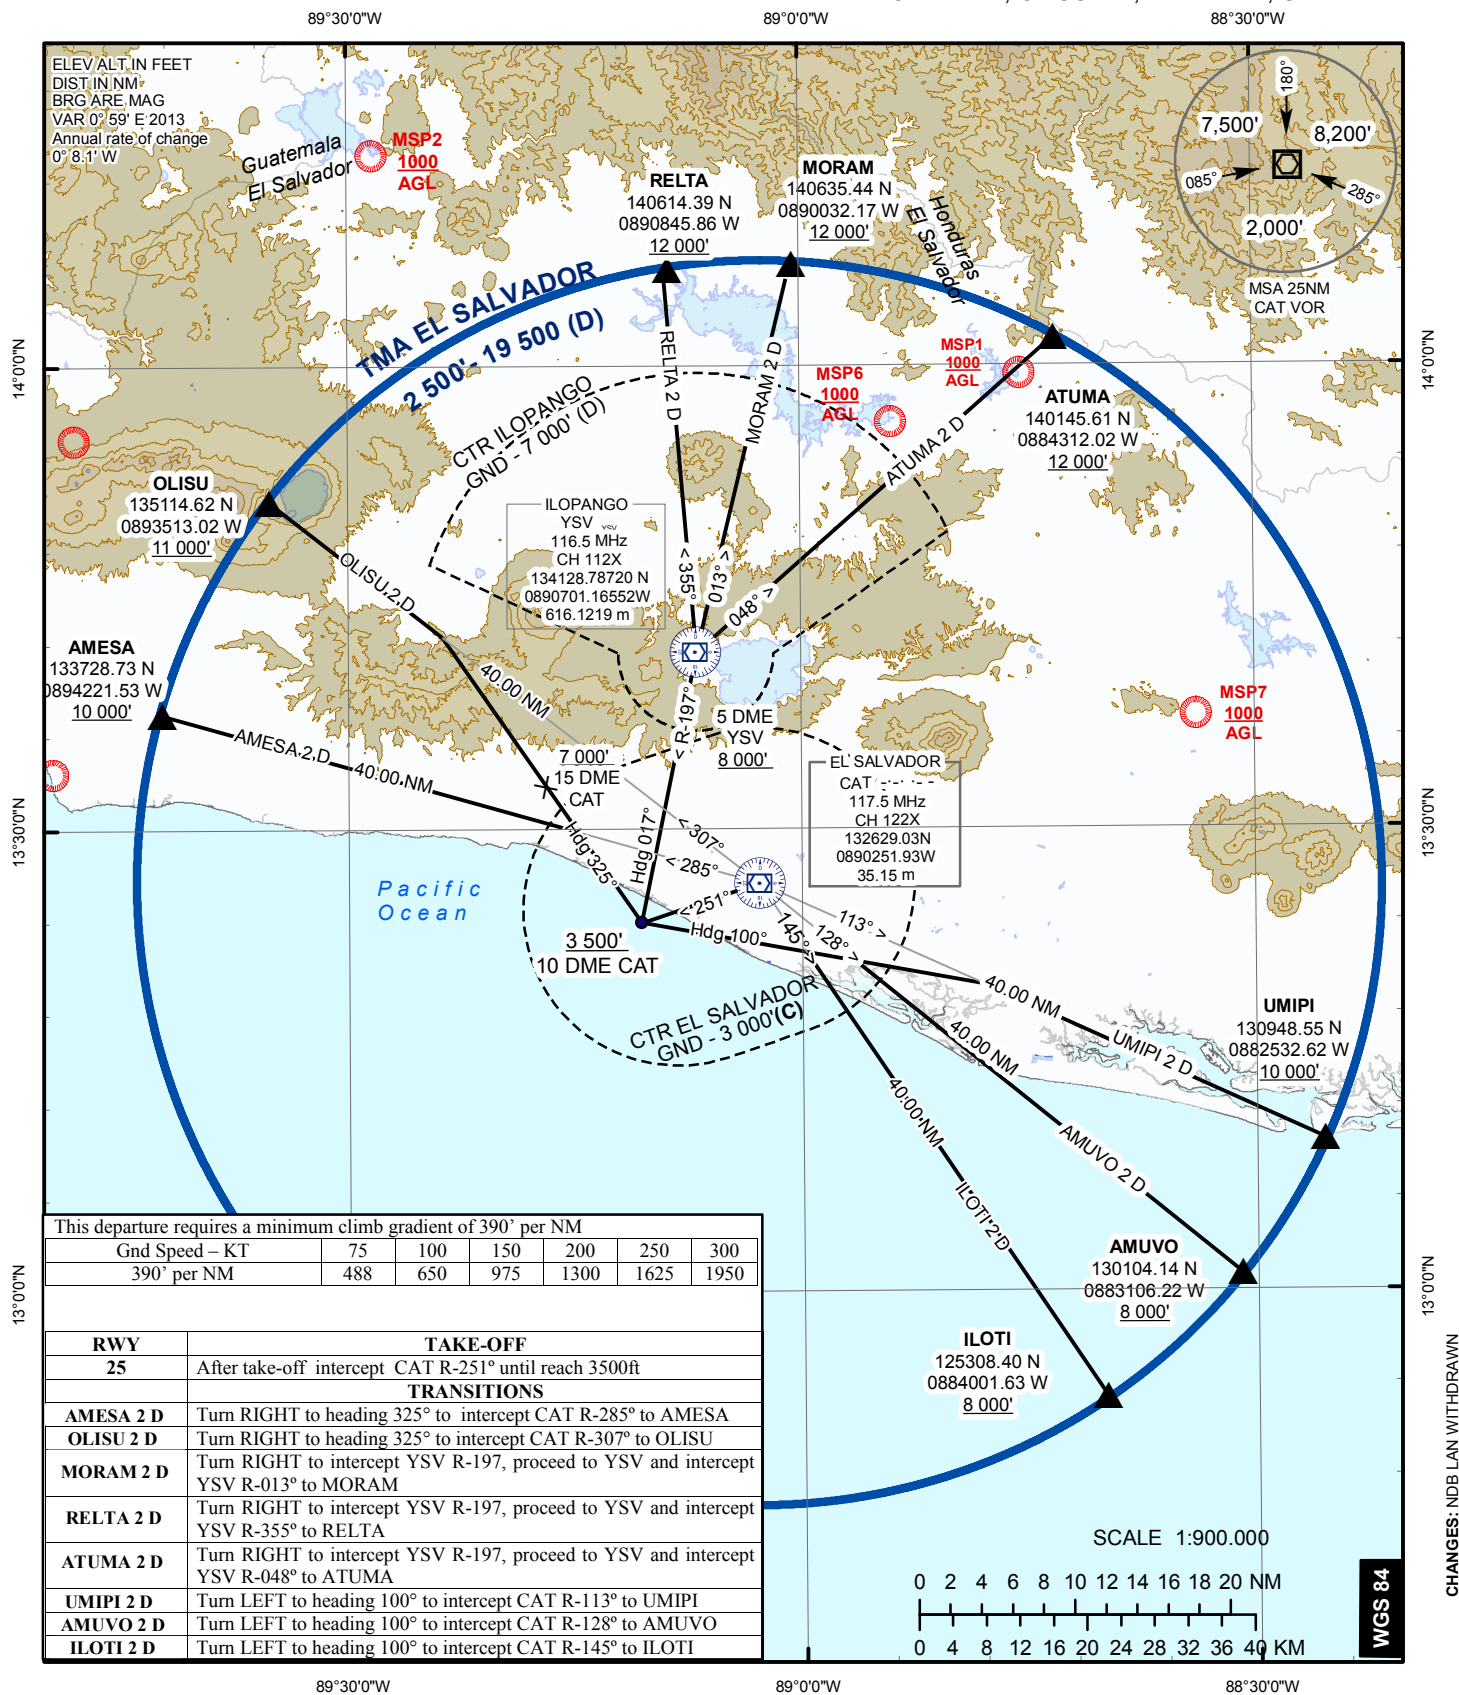 89°30'0"W
89°0'0"W
88°30'0"W
ELEV ALT IN FEET
DIST IN NM
BRG ARE MAG
VAR 0° 59' E 2013
Annual rate of change
0° 8.1' W
Guatemala
El Salvador
MSP2
1000
AGL
RELTA
140614.39 N
0890845.86 W
12 000'
MORAM
140635.44 N
0890032.17 W
12 000'
Honduras
El Salvador
180°
7,500'
8,200'
085°
285°
2,000'
MSA 25NM
CAT VOR
TMA EL SALVADOR
2 500'- 19 500 (D)
14°0'0"N
14°0'0"N
CTR ILOPANGO
GND - 7 000' (D)
RELTA 2 D
MORAM 2 D
MSP6
1000
AGL
MSP1
1000
AGL
ATUMA
140145.61 N
0884312.02 W
12 000'
ATUMA 2 D
OLISU
135114.62 N
0893513.02 W
11 000'
ILOPANGO
YSV
YSV
116.5 MHz
CH 112X
134128.78720 N
0890701.16552W
616.1219 m
OLISU 2 D
< 355°
013° >
048° >
AMESA
133728.73 N
0894221.53 W
10 000'
40.00 NM
MSP7
1000
AGL
< R-197°
5 DME
YSV
8 000'
AMESA 2 D
40.00 NM
7 000'
15 DME
CAT
EL SALVADOR
CAT
117.5 MHz
CH 122X
132629.03N
0890251.93W
35.15 m
13°30'0"N
13°30'0"N
Hdg 325°
Hdg 017°
< 307°
< 285°
< 251°
Pacific
Ocean
3 500'
10 DME CAT
Hdg 100°
145° >
128° >
113° >
CTR EL SALVADOR
GND - 3 000'(C)
40.00 NM
40.00 NM
40.00 NM
UMIPI
130948.55 N
0882532.62 W
10 000'
UMIPI 2 D
AMUVO 2 D
ILOTI 2 D
AMUVO
130104.14 N
0883106.22 W
8 000'
ILOTI
125308.40 N
0884001.63 W
8 000'
13°0'0"N
13°0'0"N
This departure requires a minimum climb gradient of 390’ per NM
Gnd Speed – KT 75 100 150 200 250 300
390’ per NM 488 650 975 1300 1625 1950
RWY TAKE-OFF
25 After take-off intercept CAT R-251º until reach 3500ft
TRANSITIONS
AMESA 2 D Turn RIGHT to heading 325° to intercept CAT R-285º to AMESA
OLISU 2 D Turn RIGHT to heading 325° to intercept CAT R-307º to OLISU
MORAM 2 D Turn RIGHT to intercept YSV R-197, proceed to YSV and intercept
YSV R-013º to MORAM
RELTA 2 D Turn RIGHT to intercept YSV R-197, proceed to YSV and intercept
YSV R-355º to RELTA
ATUMA 2 D Turn RIGHT to intercept YSV R-197, proceed to YSV and intercept
YSV R-048º to ATUMA
UMIPI 2 D Turn LEFT to heading 100° to intercept CAT R-113º to UMIPI
AMUVO 2 D Turn LEFT to heading 100° to intercept CAT R-128º to AMUVO
ILOTI 2 D Turn LEFT to heading 100° to intercept CAT R-145º to ILOTI
SCALE 1:900.000
0 2 4 6 8 10 12 14 16 18 20 NM
0 4 8 12 16 20 24 28 32 36 40 KM
WGS 84
CHANGES: NDB LAN WITHDRAWN
89°30'0"W
89°0'0"W
88°30'0"W